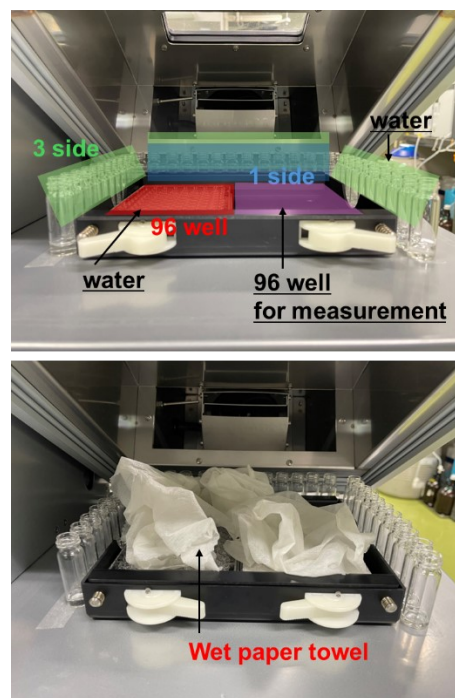 water
3 side
1 side
96 well
water
96 well
for measurement
Wet paper towel